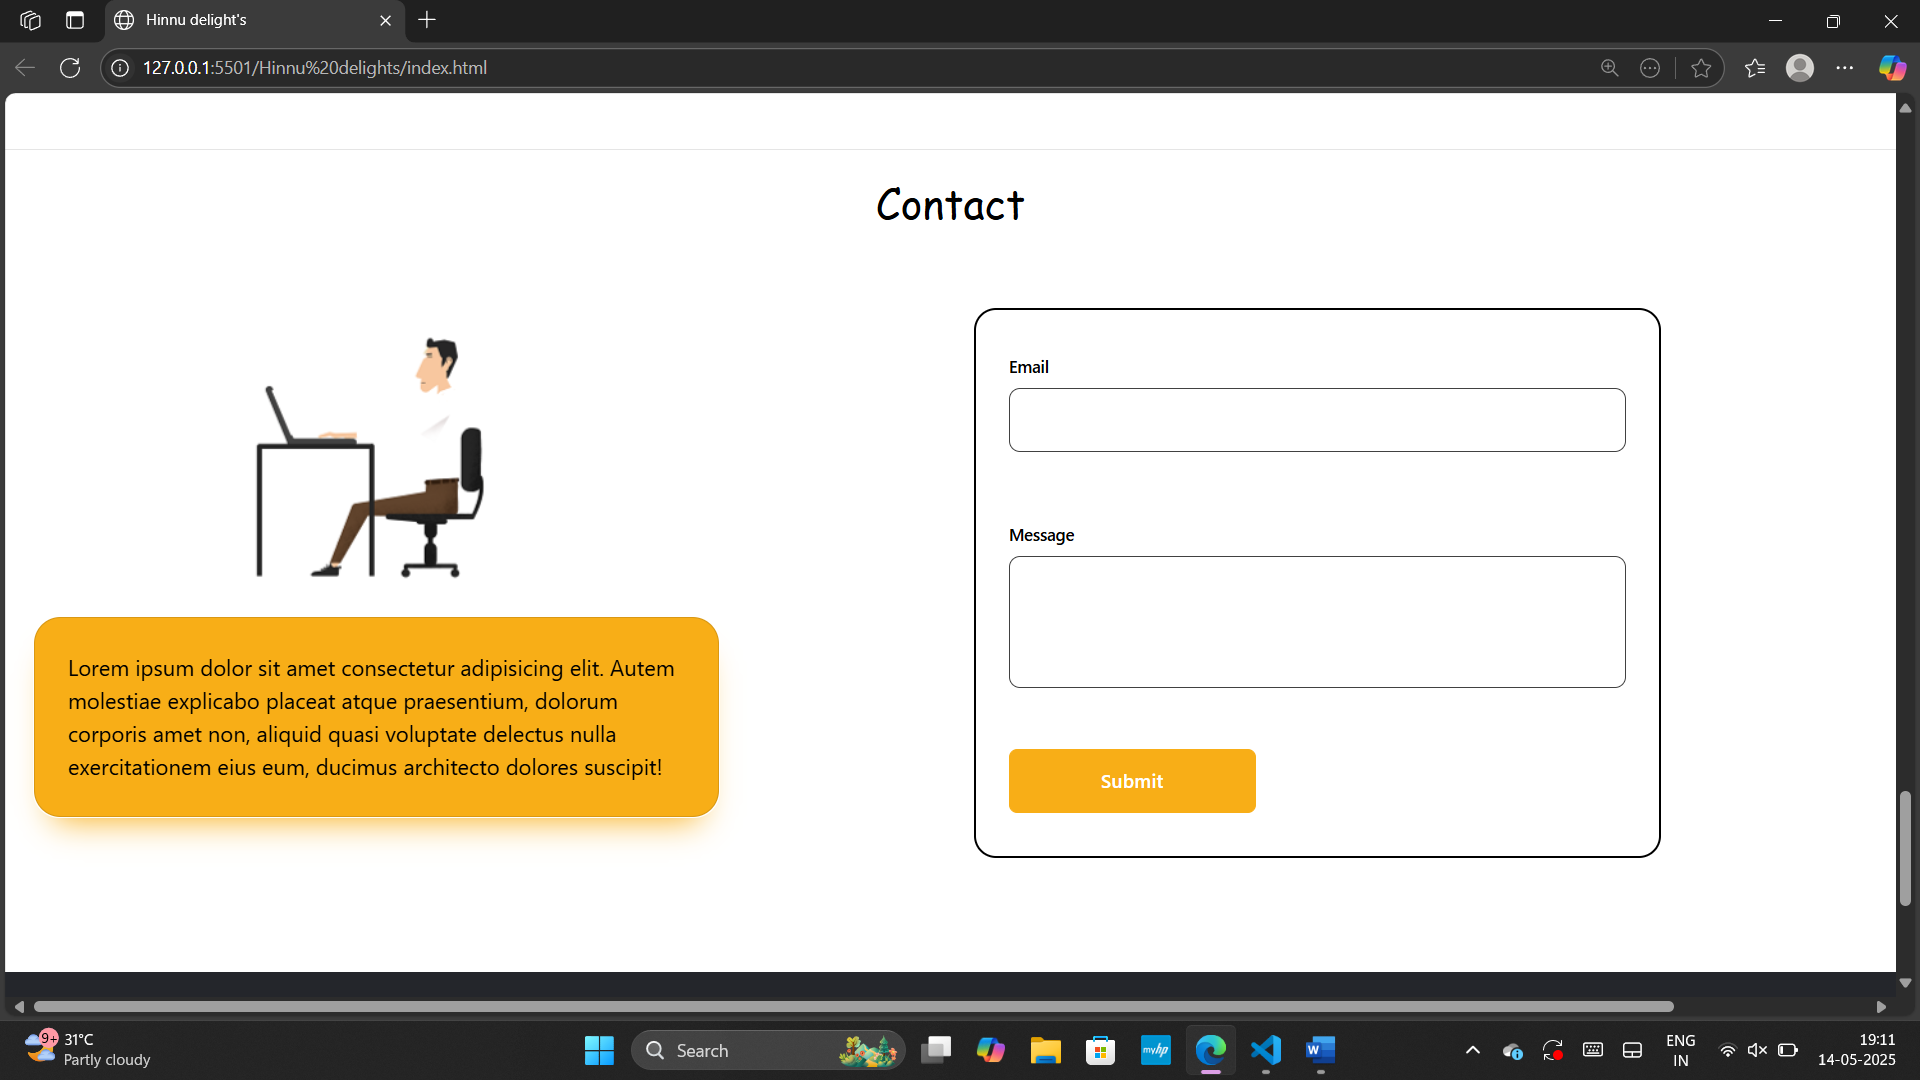 Hinnu delight's
127.0.0.1:5501/Hinnu%20delights/index.html
Contact
Email
Message
Lorem ipsum dolor sit amet consectetur adipisicing elit. Autem
molestiae explicabo placeat atque praesentium, dolorum
corporis amet non, aliquid quasi voluptate delectus nulla
exercitationem eius eum, ducimus architecto dolores suscipit!
Submit
9+
31°C
Partly cloudy
Search
myhp
W
ENG
IN
19:11
14-05-2025